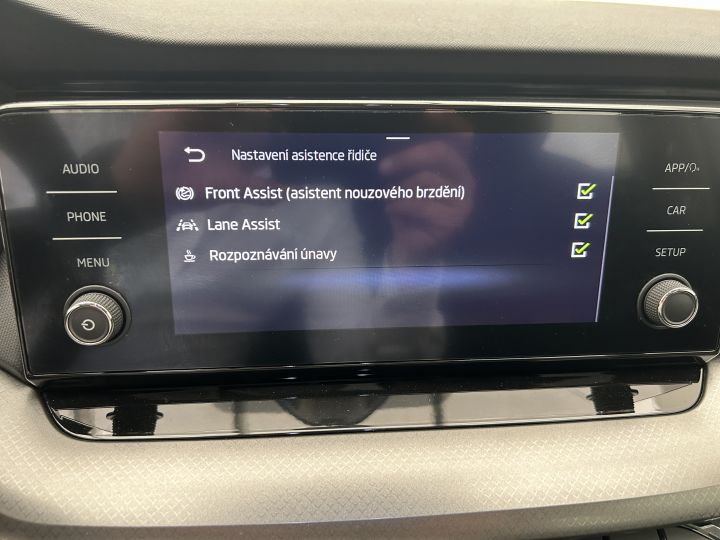 AUDIO
PHONE
MENU
Nastavení asistence řidiče
Front Assist (asistent nouzového brzdění)
Lane Assist
Rozpoznávání únavy
APP/
CAR
SETUP